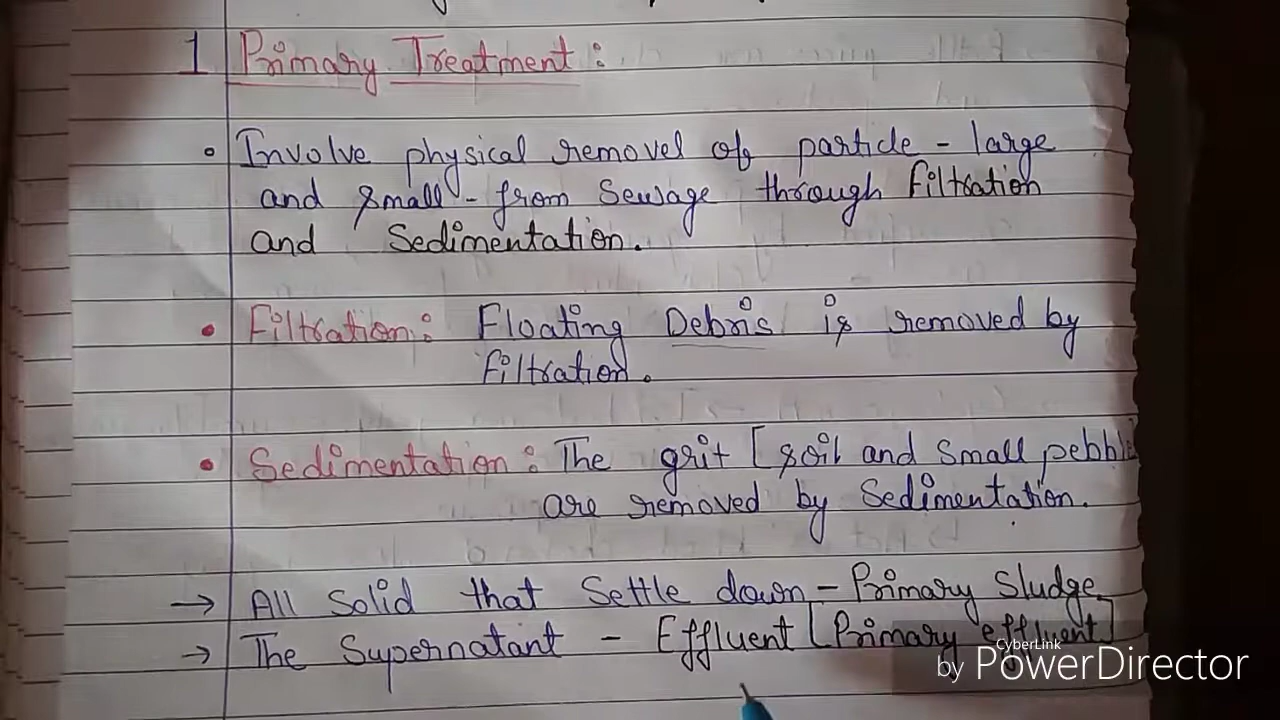 1 Primary Treatment :
Involve physical removel of particle - large
and small - from Sewage through filtration
and Sedimentation.
Filtration : Floating Debris is removed by
filtration.
Sedimentation : The grit [soil and small pebble
are removed by Sedimentation.
→ All Solid that Settle down - Primary Sludge.
→ The Supernatant - Effluent [Primary effluent]
CyberLink
by PowerDirector